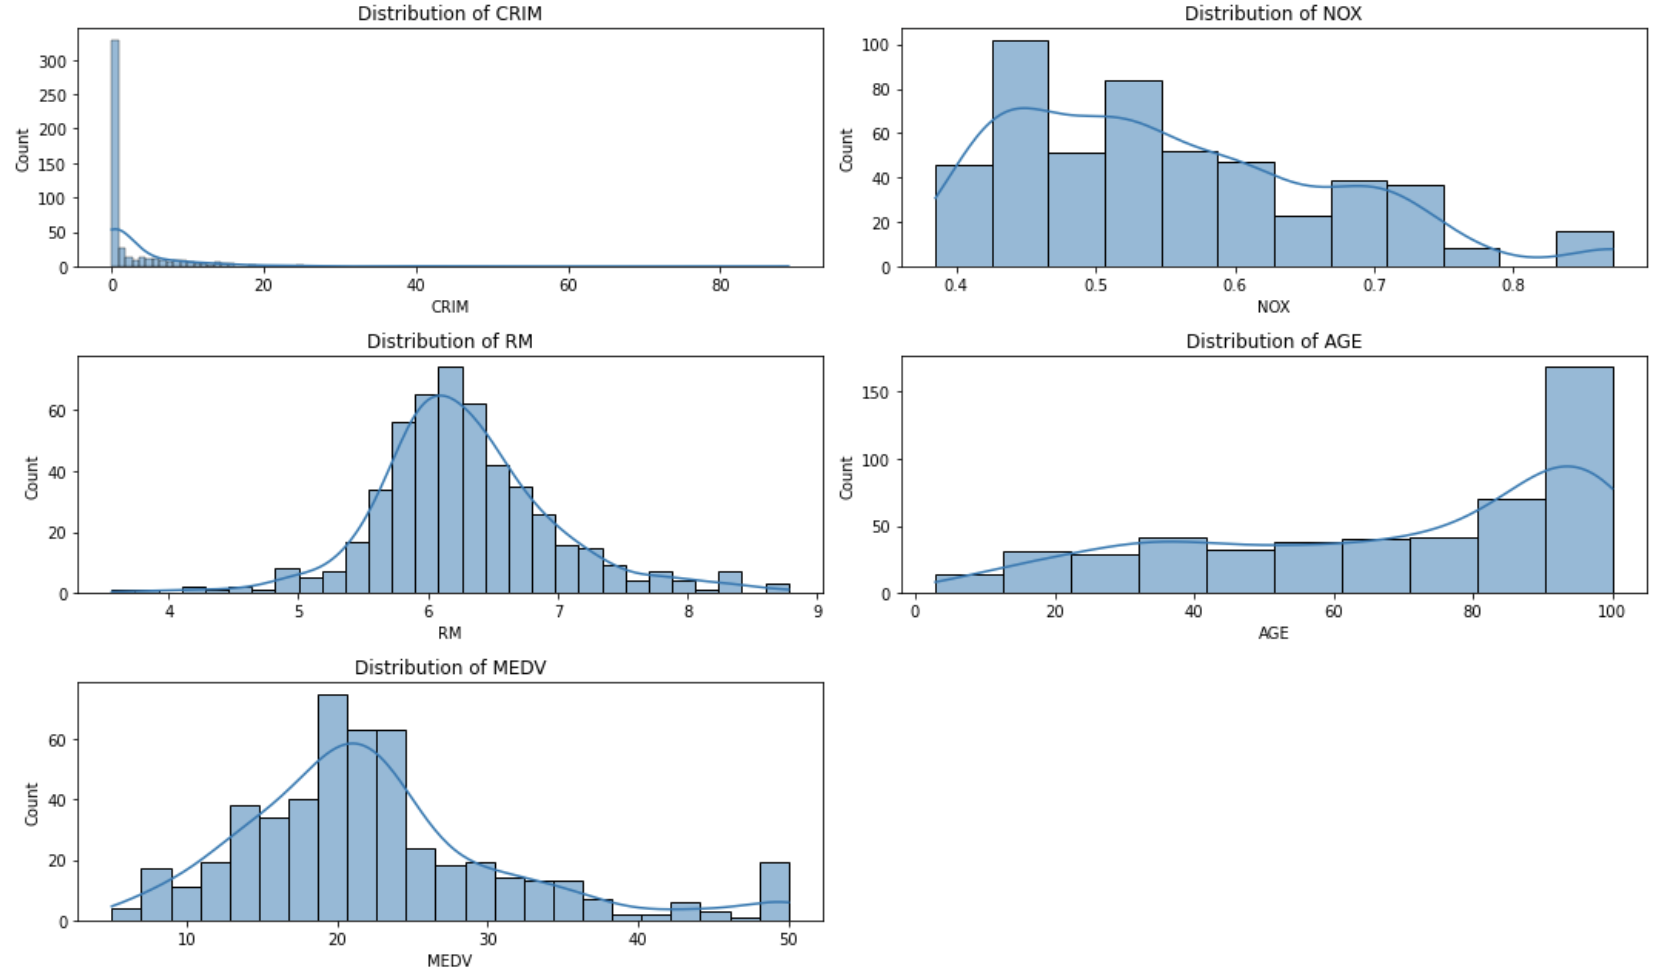 Distribution of CRIM
Count
300
250
200
150
100
50
0
0 20 40 60 80
CRIM
Distribution of NOX
Count
100
80
60
40
20
0
0.4 0.5 0.6 0.7 0.8
NOX
Distribution of RM
Count
60
40
20
0
4 5 6 7 8 9
RM
Distribution of AGE
Count
150
100
50
0
0 20 40 60 80 100
AGE
Distribution of MEDV
Count
60
40
20
0
10 20 30 40 50
MEDV